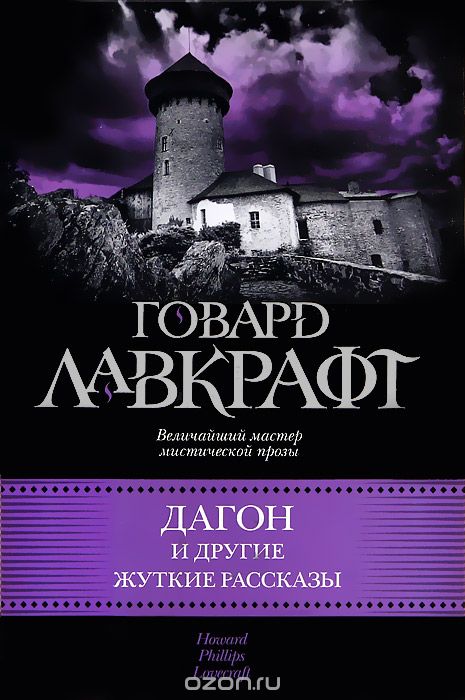 ГОВАРД
ЛАВКРАФТ
Величайший мастер
мистической прозы
ДАГОН
И ДРУГИЕ
ЖУТКИЕ РАССКАЗЫ
Howard
Phillips
Lovecraft
ozon.ru